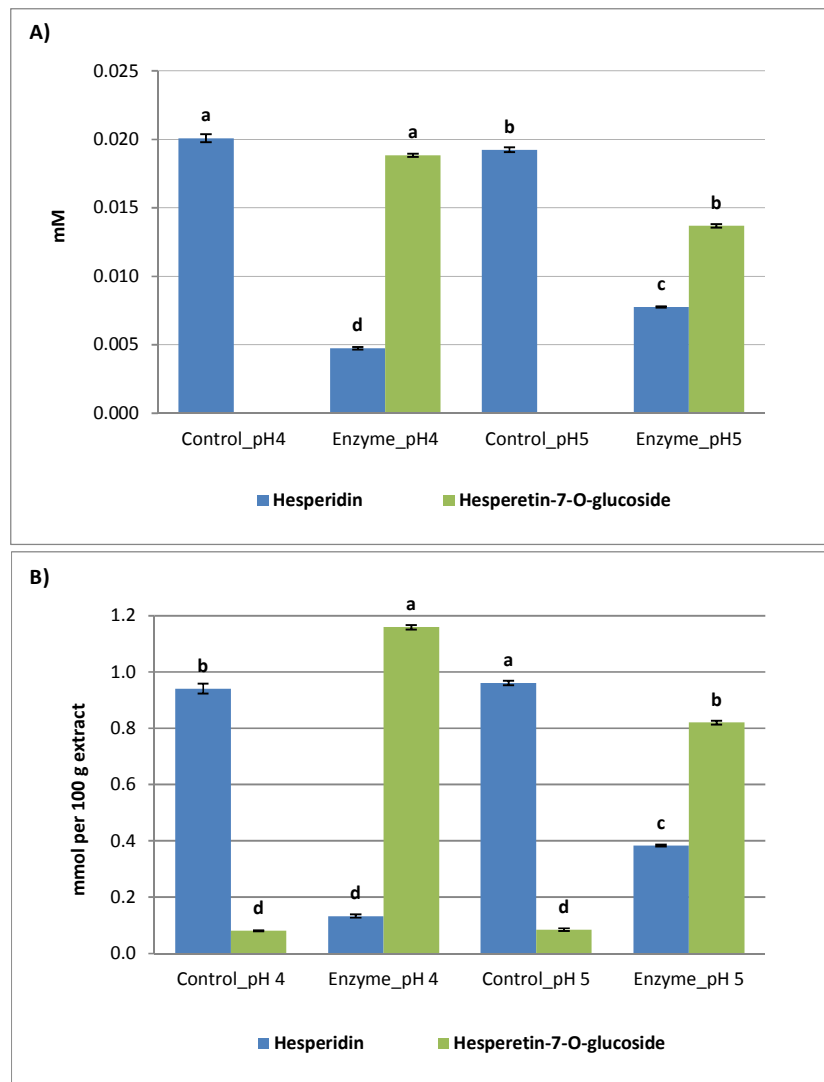 A)
0.025
0.020
0.015
0.010
0.005
0.000
mM
a
d
a
b
c
b
Control_pH4 Enzyme_pH4 Control_pH5 Enzyme_pH5
Hesperidin Hesperetin-7-O-glucoside
B)
1.2
1.0
0.8
0.6
0.4
0.2
0.0
mmol per 100 g extract
b
d
d
a
a
d
c
b
Control_pH 4 Enzyme_pH 4 Control_pH 5 Enzyme_pH 5
Hesperidin Hesperetin-7-O-glucoside